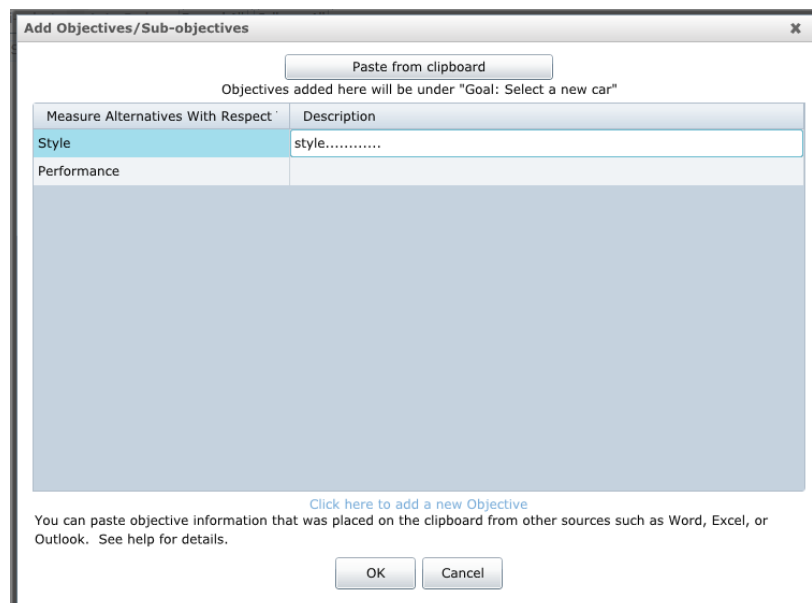 Add Objectives/Sub-objectives
Paste from clipboard
Objectives added here will be under "Goal: Select a new car"
Measure Alternatives With Respect Description
Style style............
Performance
Click here to add a new Objective
You can paste objective information that was placed on the clipboard from other sources such as Word, Excel, or
Outlook. See help for details.
OK Cancel